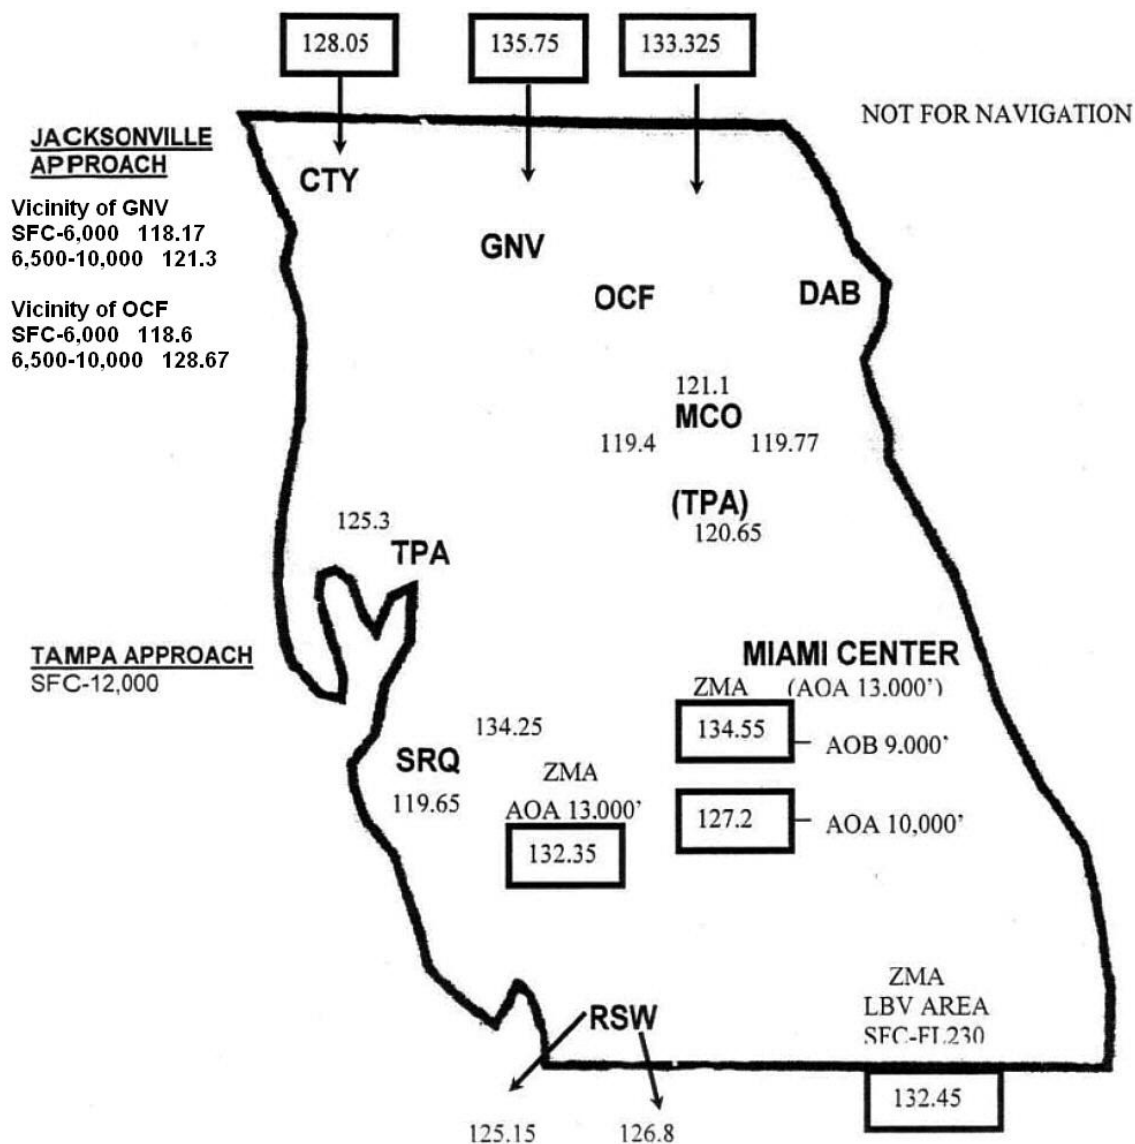 128.05
135.75
133.325
NOT FOR NAVIGATION
JACKSONVILLE
APPROACH
CTY
Vicinity of GNV
SFC-6,000 118.17
6,500-10,000 121.3
GNV
OCF
DAB
Vicinity of OCF
SFC-6,000 118.6
6,500-10,000 128.67
121.1
MCO
119.4
119.77
(TPA)
120.65
125.3
TPA
TAMPA APPROACH
SFC-12,000
MIAMI CENTER
ZMA (AOA 13.000')
134.55
AOB 9.000'
134.25
SRQ
119.65
ZMA
AOA 13.000'
132.35
127.2
AOA 10,000'
ZMA
LBV AREA
SFC-FL230
RSW
132.45
125.15
126.8